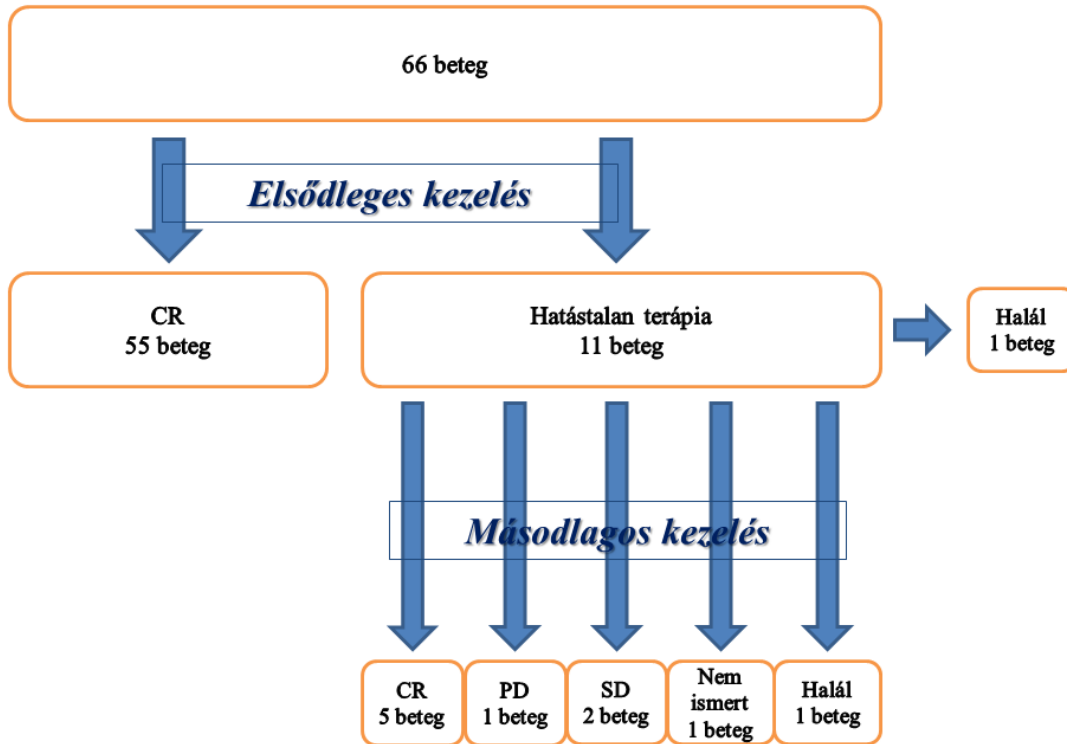 66 beteg
Elsődleges kezelés
CR
55 beteg
Hatástalan terápia
11 beteg
Halál
1 beteg
Másodlagos kezelés
CR
5 beteg
PD
1 beteg
SD
2 beteg
Nem
ismert
1 beteg
Halál
1 beteg